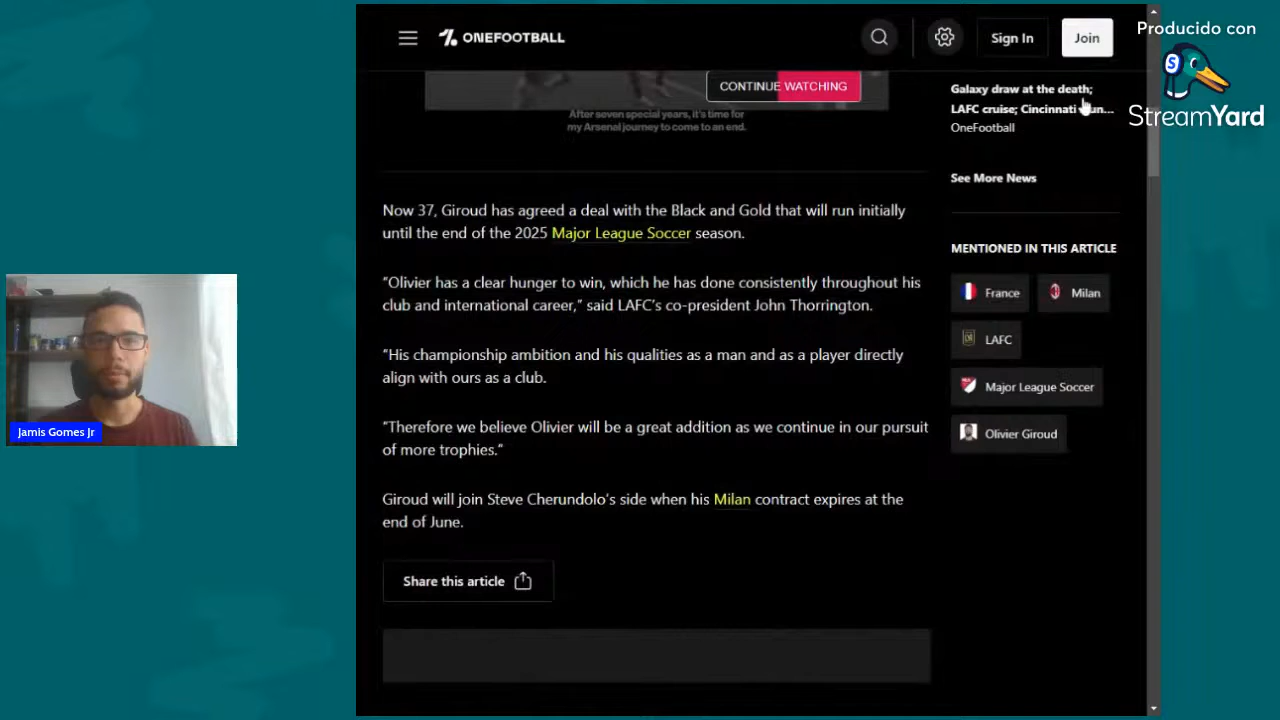 ONEFOOTBALL
Sign In
Join
Producido con
StreamYard
CONTINUE WATCHING
After seven special years, it's time for
my Arsenal journey to come to an end.
Galaxy draw at the death;
LAFC cruise; Cincinnati
OneFootball
See More News
Now 37, Giroud has agreed a deal with the Black and Gold that will run initially
until the end of the 2025 Major League Soccer season.
“Olivier has a clear hunger to win, which he has done consistently throughout his
club and international career,” said LAFC’s co-president John Thorrington.
“His championship ambition and his qualities as a man and as a player directly
align with ours as a club.
“Therefore we believe Olivier will be a great addition as we continue in our pursuit
of more trophies.”
Giroud will join Steve Cherundolo’s side when his Milan contract expires at the
end of June.
Share this article
MENTIONED IN THIS ARTICLE
France
Milan
LAFC
Major League Soccer
Olivier Giroud
Jamis Gomes Jr